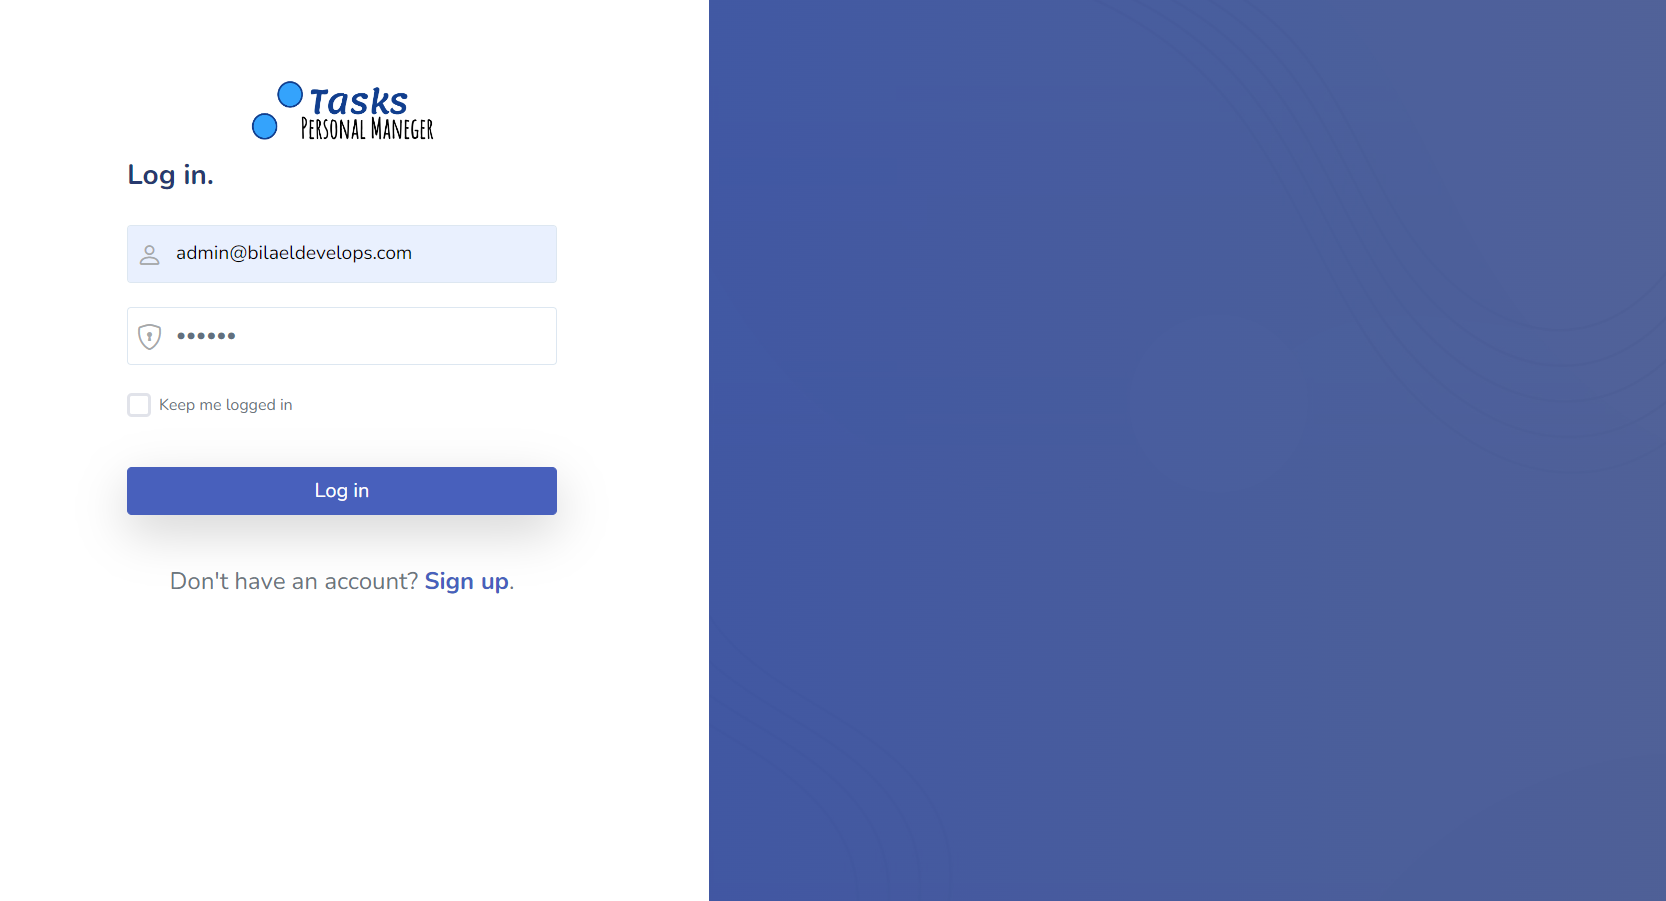 Tasks
Personal Maneger
Log in.
admin@bilaeldevelops.com
••••••
Keep me logged in
Log in
Don't have an account? Sign up.